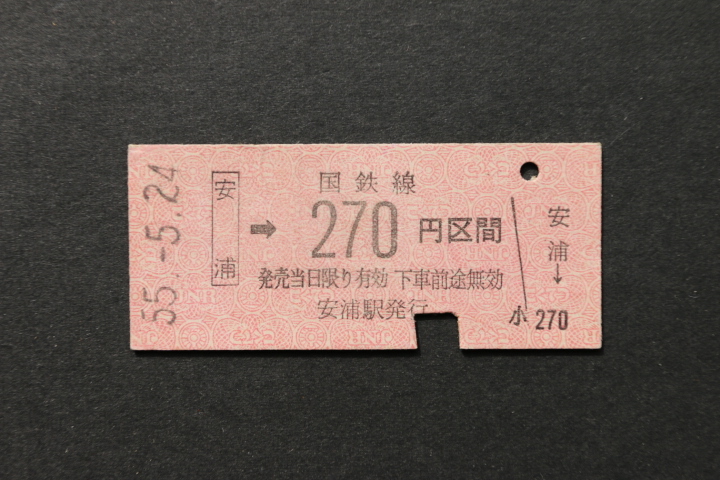 55.-5.24
安浦
国鉄線
➡ 270 円区間
発売当日限り有効 下車前途無効
安浦駅発行
安浦→
小 270